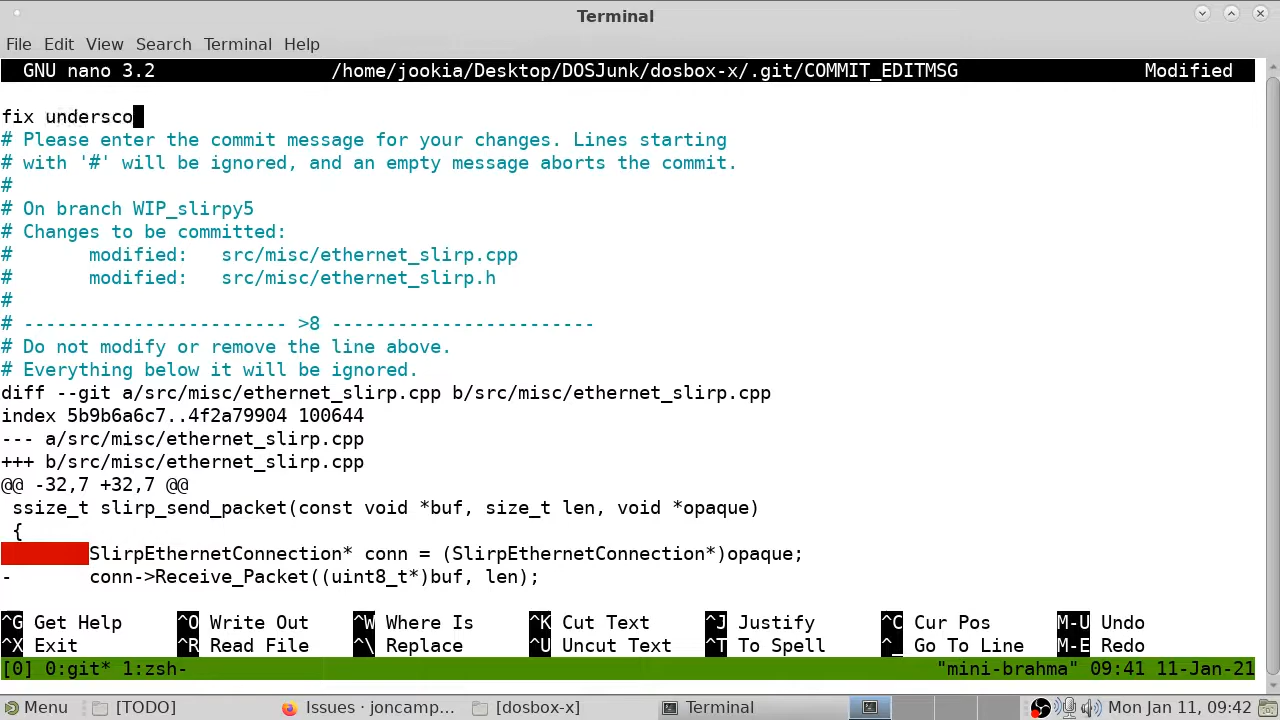 Terminal
File Edit View Search Terminal Help
GNU nano 3.2 /home/jookia/Desktop/DOSJunk/dosbox-x/.git/COMMIT_EDITMSG Modified
fix undersco
# Please enter the commit message for your changes. Lines starting
# with '#' will be ignored, and an empty message aborts the commit.
#
# On branch WIP_slirpy5
# Changes to be committed:
#       modified:   src/misc/ethernet_slirp.cpp
#       modified:   src/misc/ethernet_slirp.h
#
# ------------------------ >8 ------------------------
# Do not modify or remove the line above.
# Everything below it will be ignored.
diff --git a/src/misc/ethernet_slirp.cpp b/src/misc/ethernet_slirp.cpp
index 5b9b6a6c7..4f2a79904 100644
--- a/src/misc/ethernet_slirp.cpp
+++ b/src/misc/ethernet_slirp.cpp
@@ -32,7 +32,7 @@
 ssize_t slirp_send_packet(const void *buf, size_t len, void *opaque)
 {
        SlirpEthernetConnection* conn = (SlirpEthernetConnection*)opaque;
-       conn->Receive_Packet((uint8_t*)buf, len);
^G Get Help ^O Write Out ^W Where Is ^K Cut Text ^J Justify ^C Cur Pos M-U Undo
^X Exit ^R Read File ^\ Replace ^U Uncut Text ^T To Spell ^_ Go To Line M-E Redo
[0] 0:git* 1:zsh- "mini-brahma" 09:41 11-Jan-21
Menu [TODO] Issues · joncamp... [dosbox-x] Terminal Mon Jan 11, 09:42